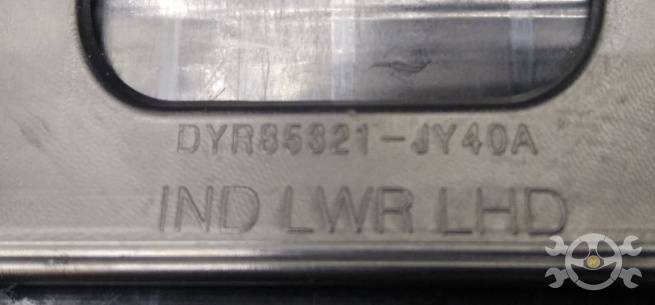 DYR85321-JY40A
IND LWR LHD